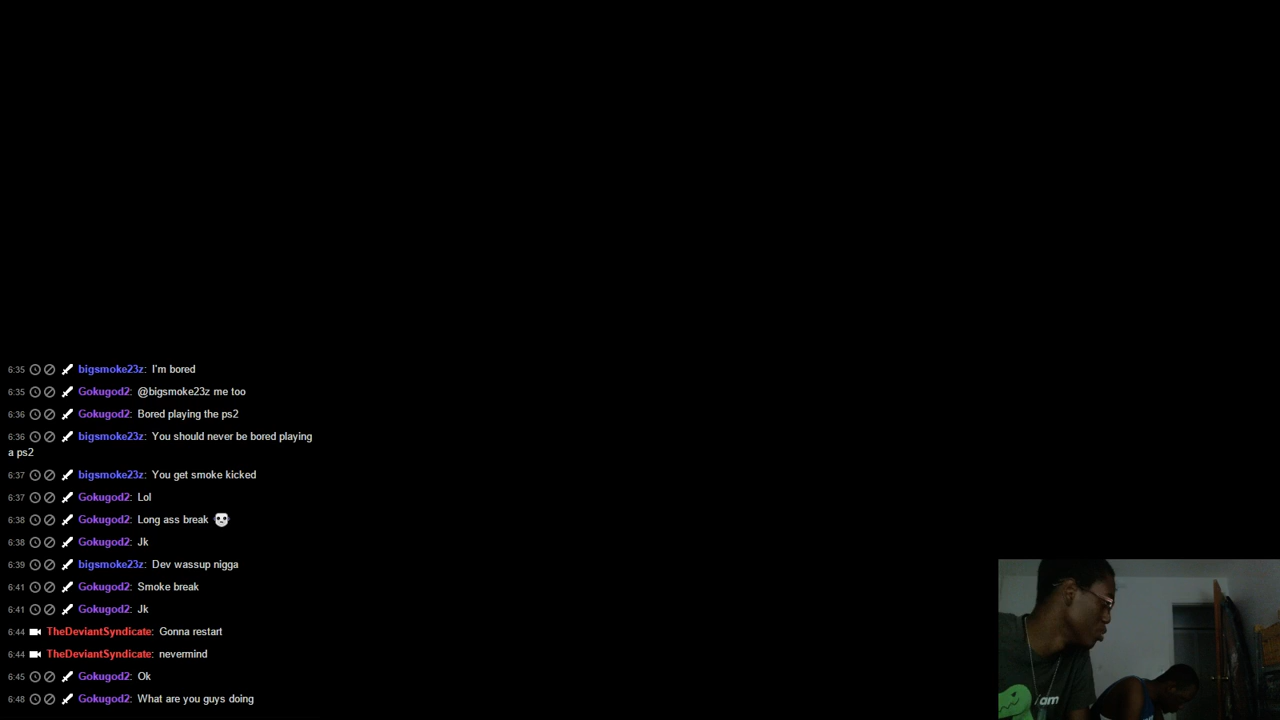 6:35 bigsmoke23z: I'm bored
6:35 Gokugod2: @bigsmoke23z me too
6:36 Gokugod2: Bored playing the ps2
6:36 bigsmoke23z: You should never be bored playing
a ps2
6:37 bigsmoke23z: You get smoke kicked
6:37 Gokugod2: Lol
6:38 Gokugod2: Long ass break
6:38 Gokugod2: Jk
6:39 bigsmoke23z: Dev wassup nigga
6:41 Gokugod2: Smoke break
6:41 Gokugod2: Jk
6:44 TheDeviantSyndicate: Gonna restart
6:44 TheDeviantSyndicate: nevermind
6:45 Gokugod2: Ok
6:48 Gokugod2: What are you guys doing
am